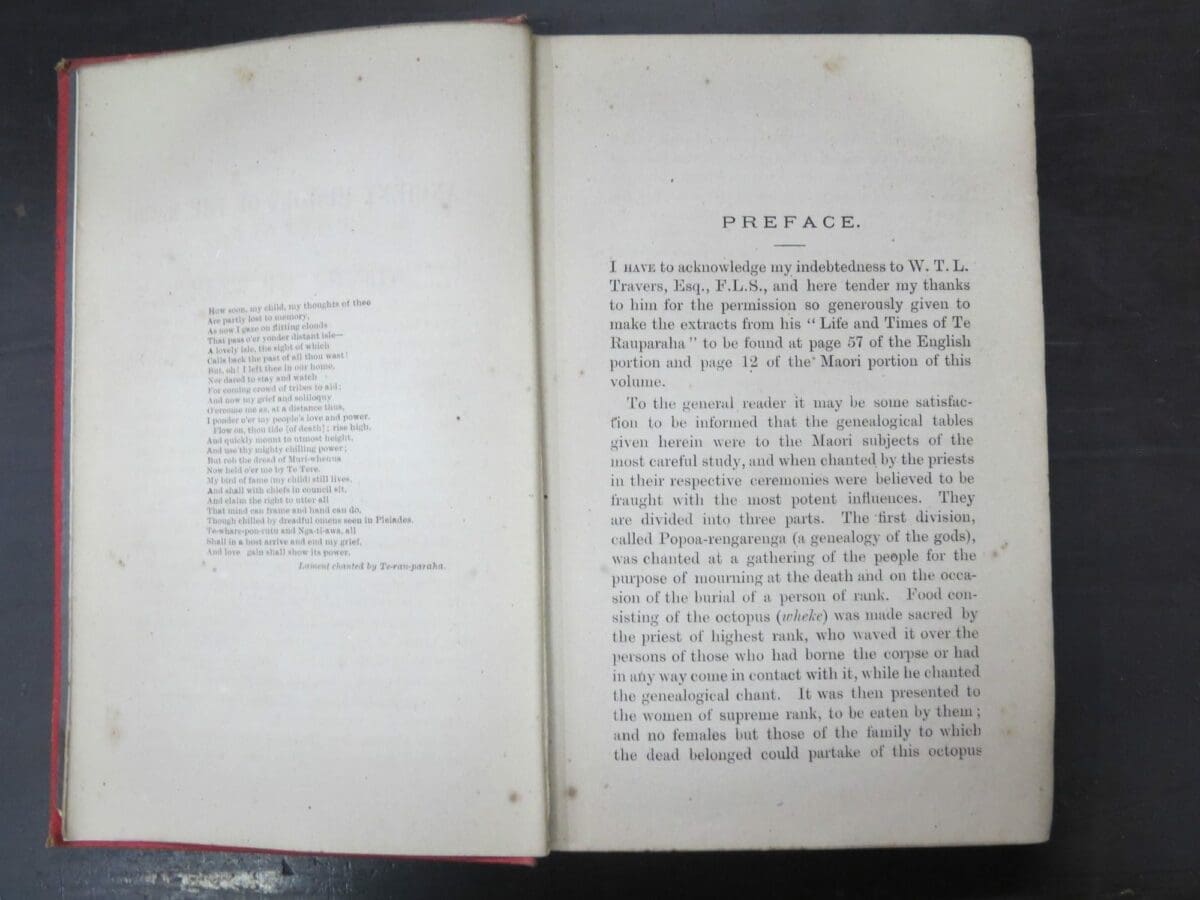 How soon, my child, my thoughts of thee
Are partly lost to memory,
As now I gaze on flitting clouds
That pass o'er yonder distant isle—
A lovely isle, the sight of which
Calls back the past of all thou wast!
But, oh! I left thee in our home,
Nor dared to stay and watch
For coming crowd of tribes to aid;
And now my grief and soliloquy
O'ercome me as, at a distance thus,
I ponder o'er my people's love and power.
Flow on, thou tide [of death]; rise high,
And quickly mount to utmost height,
And use thy mighty chilling power;
But rob the dread of Muri-whenua
Now held o'er me by Te Tore.
My bird of fame (my child) still lives,
And shall with chiefs in council sit,
And claim the right to utter all
That mind can frame and hand can do,
Though chilled by dreadful omens seen in Pleiades.
Te-whare-pou-rutu and Nga-ti-awa, all
Shall in a host arrive and end my grief,
And love gain shall show its power.
Lament chanted by Te-rau-paraha.
PREFACE.
I HAVE to acknowledge my indebtedness to W. T. L.
Travers, Esq., F.L.S., and here tender my thanks
to him for the permission so generously given to
make the extracts from his “ Life and Times of Te
Rauparaha ” to be found at page 57 of the English
portion and page 12 of the Maori portion of this
volume.
To the general reader it may be some satisfac-
tion to be informed that the genealogical tables
given herein were to the Maori subjects of the
most careful study, and when chanted by the priests
in their respective ceremonies were believed to be
fraught with the most potent influences. They
are divided into three parts. The first division,
called Popoa-rengarenga (a genealogy of the gods),
was chanted at a gathering of the people for the
purpose of mourning at the death and on the occa-
sion of the burial of a person of rank. Food con-
sisting of the octopus (wheke) was made sacred by
the priest of highest rank, who waved it over the
persons of those who had borne the corpse or had
in any way come in contact with it, while he chanted
the genealogical chant. It was then presented to
the women of supreme rank, to be eaten by them;
and no females but those of the family to which
the dead belonged could partake of this octopus